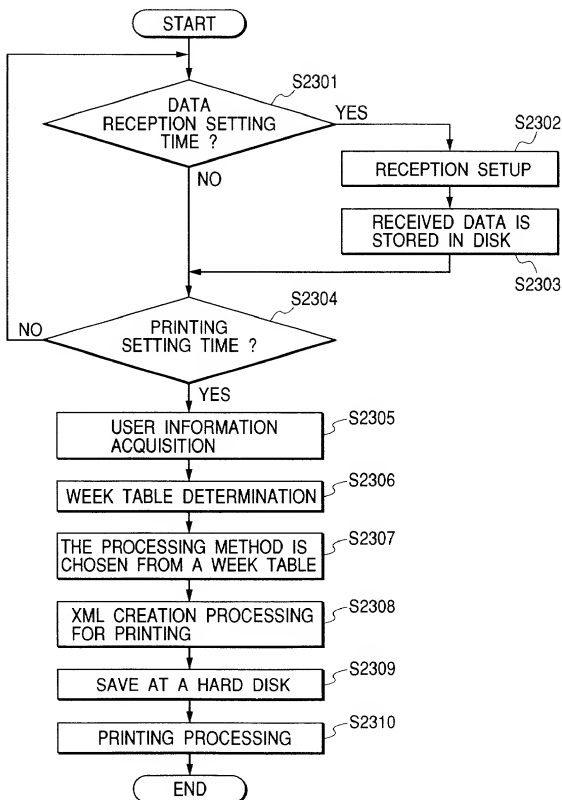 START
S2301
DATA
RECEPTION SETTING
TIME ?
YES
NO
S2302
RECEPTION SETUP
RECEIVED DATA IS
STORED IN DISK
S2303
S2304
PRINTING
SETTING TIME ?
NO
YES
S2305
USER INFORMATION
ACQUISITION
S2306
WEEK TABLE DETERMINATION
S2307
THE PROCESSING METHOD IS
CHOSEN FROM A WEEK TABLE
S2308
XML CREATION PROCESSING
FOR PRINTING
S2309
SAVE AT A HARD DISK
S2310
PRINTING PROCESSING
END